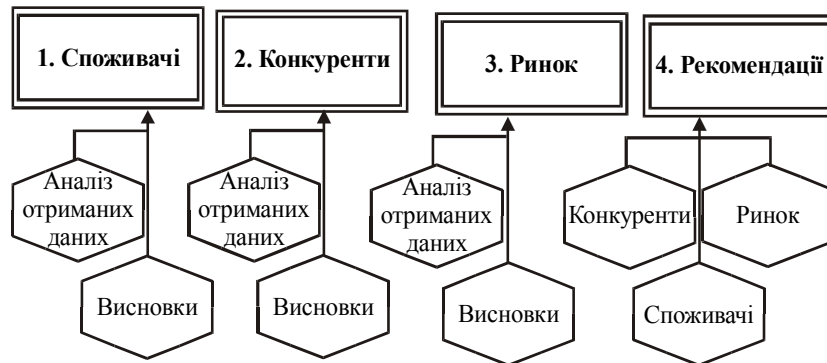 1. Споживачі
2. Конкуренти
3. Ринок
4. Рекомендації
Аналіз
отриманих
даних
Аналіз
отриманих
даних
Аналіз
отриманих
даних
Конкуренти
Ринок
Висновки
Висновки
Висновки
Споживачі